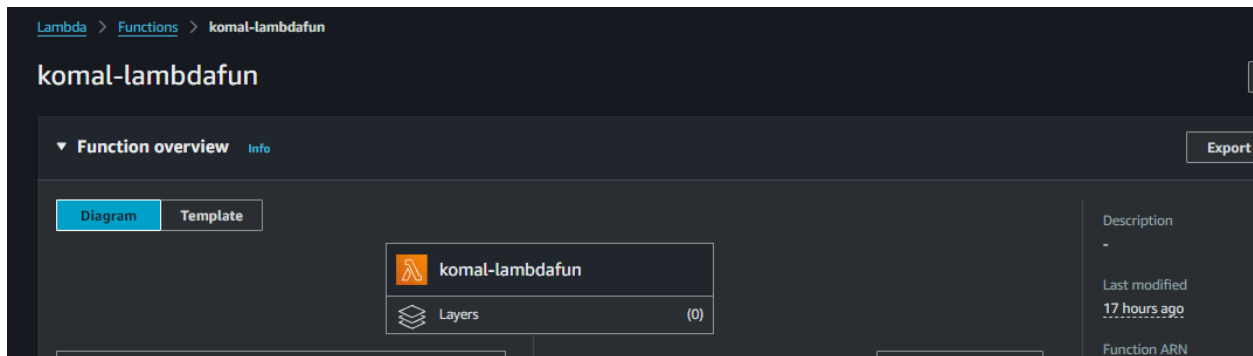 Lambda > Functions > komal-lambdafun
komal-lambdafun
Function overview Info
Export
Diagram Template
komal-lambdafun
Layers (0)
Description
-
Last modified
17 hours ago
Function ARN